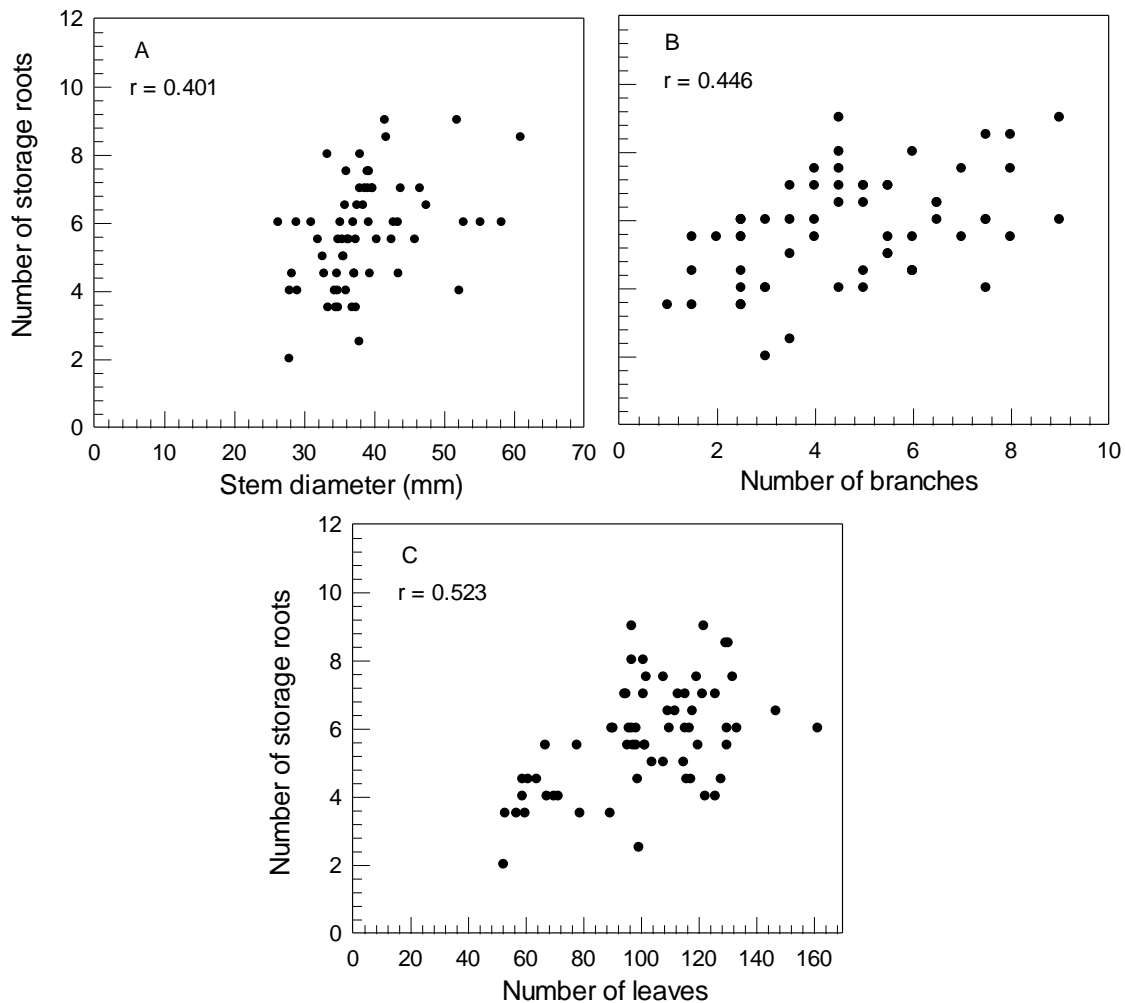 Number of storage roots
12
10
8
6
4
2
0
A
r = 0.401
0 10 20 30 40 50 60 70
Stem diameter (mm)
B
r = 0.446
0 2 4 6 8 10
Number of branches
Number of storage roots
12
10
8
6
4
2
0
C
r = 0.523
0 20 40 60 80 100 120 140 160
Number of leaves